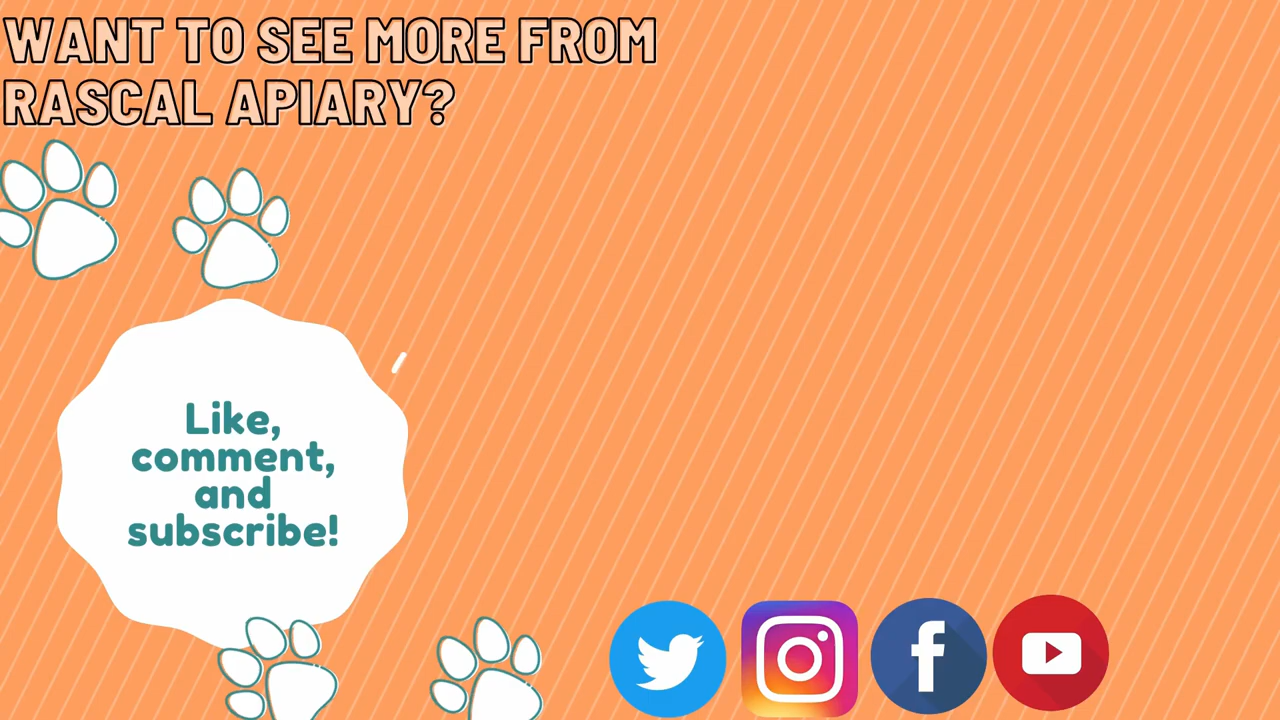 WANT TO SEE MORE FROM
RASCAL APIARY?
Like,
comment,
and
subscribe!